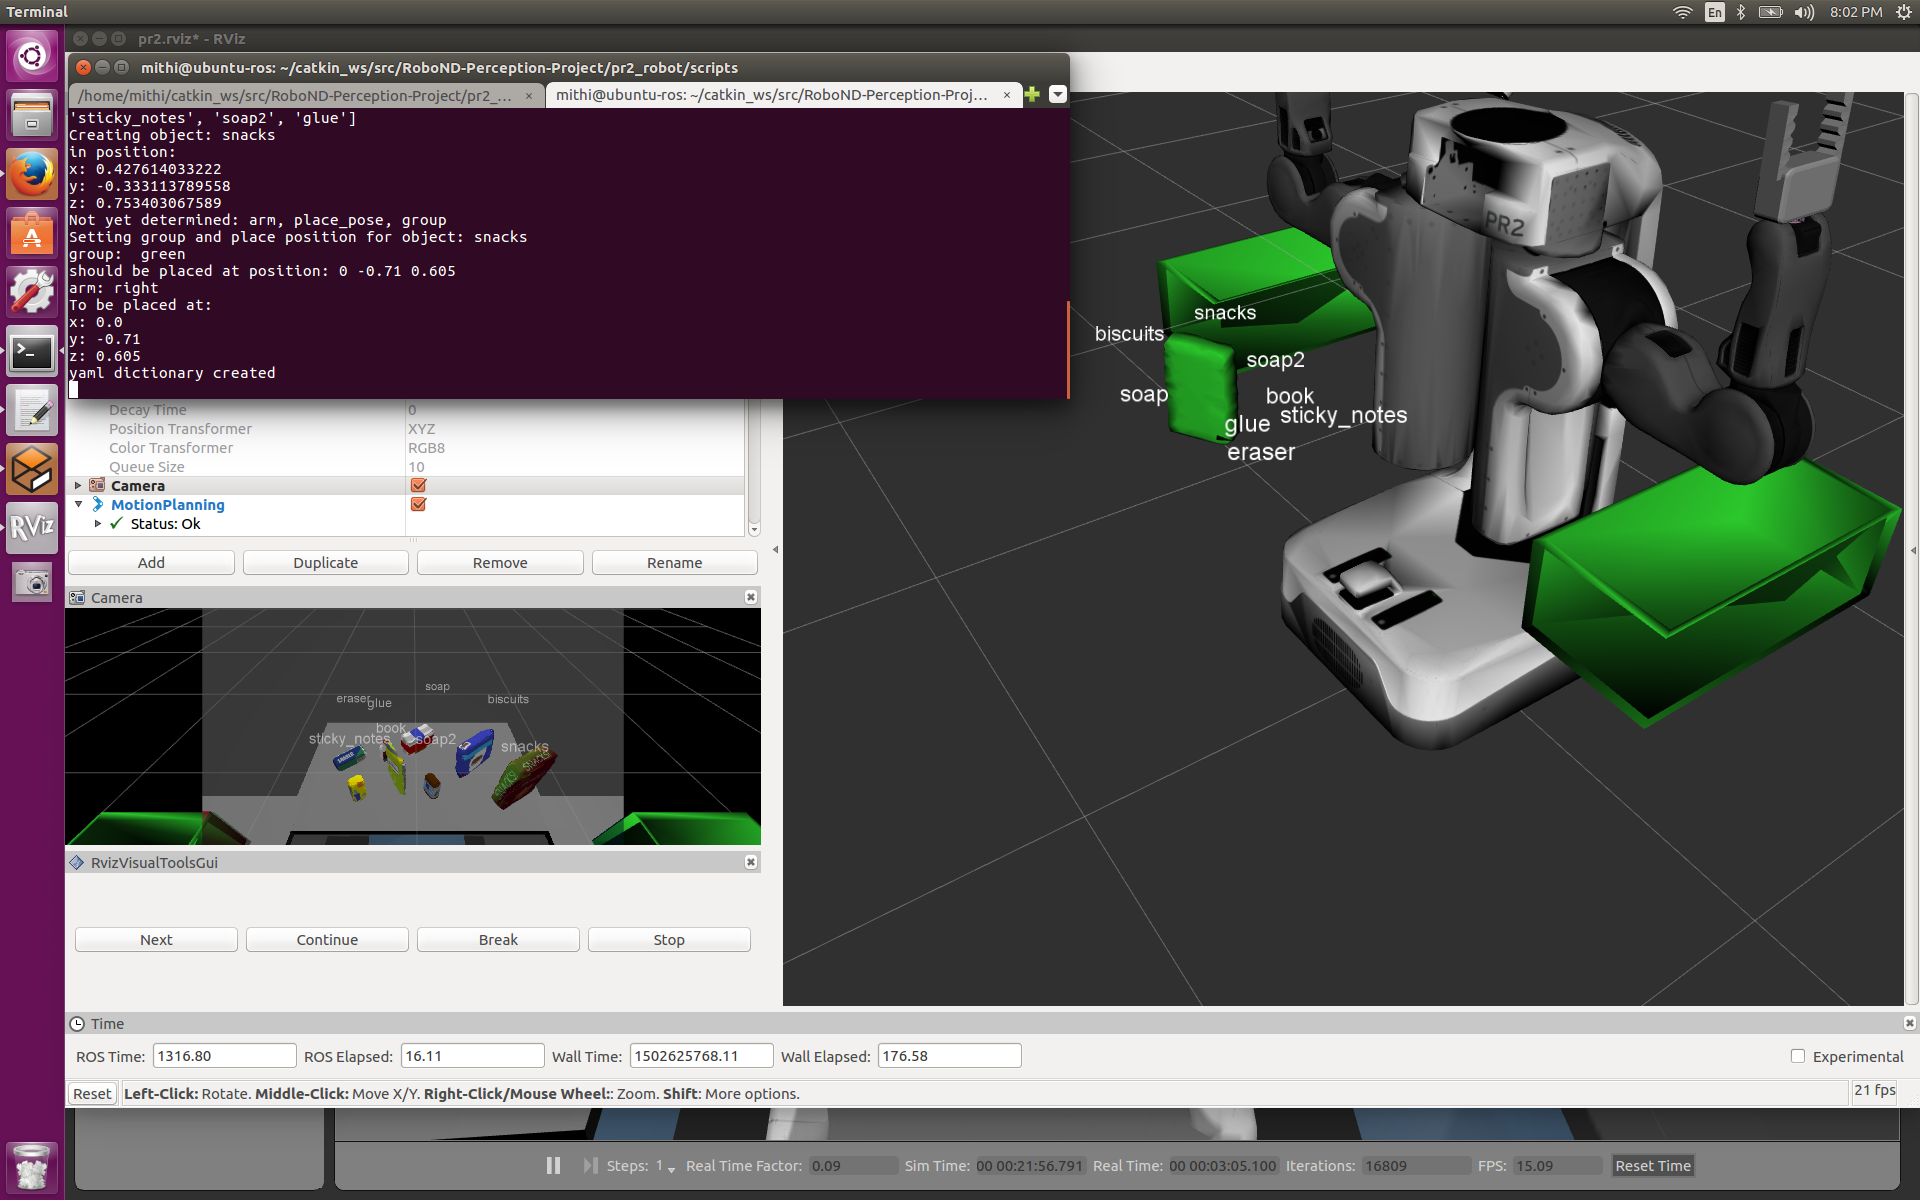 Terminal
En
8:02 PM
pr2.rviz* - RViz
mithi@ubuntu-ros: ~/catkin_ws/src/RoboND-Perception-Project/pr2_robot/scripts
/home/mithi/catkin_ws/src/RoboND-Perception-Project/pr2_... ×
mithi@ubuntu-ros: ~/catkin_ws/src/RoboND-Perception-Proj... ×
'sticky_notes', 'soap2', 'glue']
Creating object: snacks
in position:
x: 0.427614033222
y: -0.333113789558
z: 0.753403067589
Not yet determined: arm, place_pose, group
Setting group and place position for object: snacks
group:  green
should be placed at position: 0 -0.71 0.605
arm: right
To be placed at:
x: 0.0
y: -0.71
z: 0.605
yaml dictionary created
Decay Time 0
Position Transformer XYZ
Color Transformer RGB8
Queue Size 10
Camera
MotionPlanning
Status: Ok
Add Duplicate Remove Rename
Camera
soap
eraser
glue
biscuits
book
sticky_notes
soap2
snacks
SNACKS SNACKS
RvizVisualToolsGui
Next Continue Break Stop
PR2
snacks
biscuits
soap2
soap
book
sticky_notes
glue
eraser
RViz
Time
ROS Time: 1316.80 ROS Elapsed: 16.11 Wall Time: 1502625768.11 Wall Elapsed: 176.58 Experimental
Reset Left-Click: Rotate. Middle-Click: Move X/Y. Right-Click/Mouse Wheel:: Zoom. Shift: More options. 21 fps
Steps: 1 Real Time Factor: 0.09 Sim Time: 00 00:21:56.791 Real Time: 00 00:03:05.100 Iterations: 16809 FPS: 15.09 Reset Time